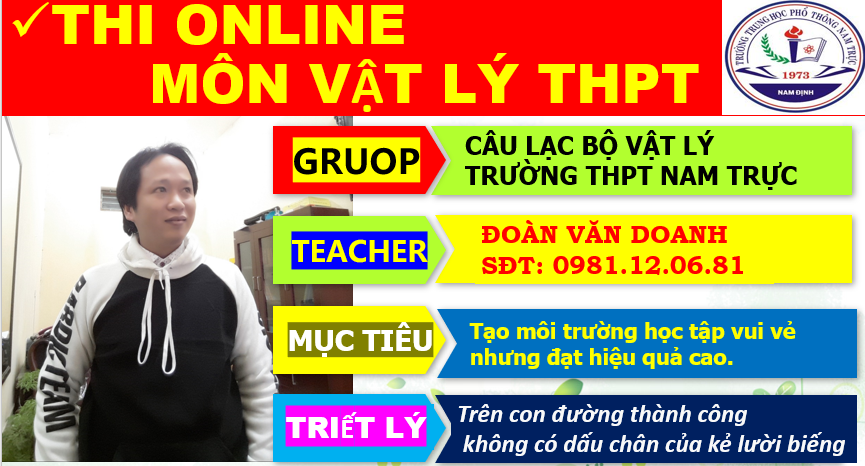 ✓THI ONLINE
MÔN VẬT LÝ THPT
TRƯỜNG TRUNG HỌC PHỔ THÔNG NAM TRỰC
1973
NAM ĐỊNH
GRUOP
CÂU LẠC BỘ VẬT LÝ
TRƯỜNG THPT NAM TRỰC
TEACHER
ĐOÀN VĂN DOANH
SĐT: 0981.12.06.81
MỤC TIÊU
Tạo môi trường học tập vui vẻ
nhưng đạt hiệu quả cao.
TRIẾT LÝ
Trên con đường thành công
không có dấu chân của kẻ lười biếng